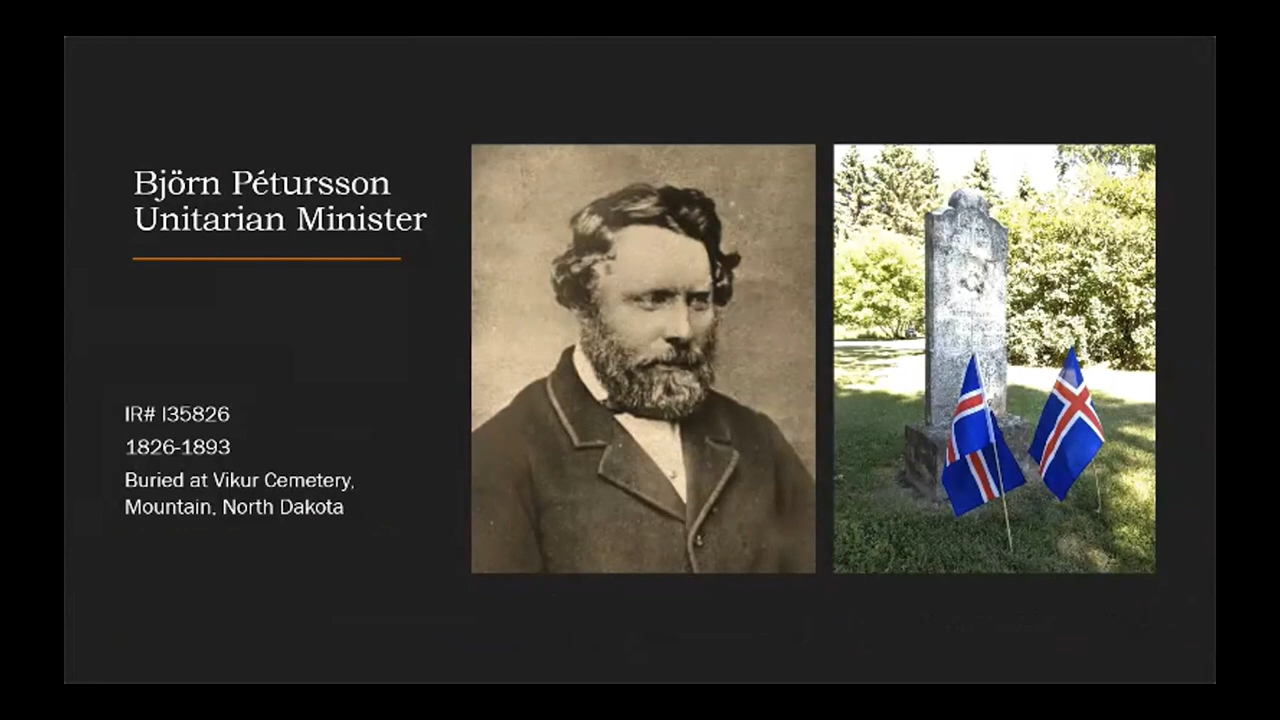 Björn Pétursson
Unitarian Minister
IR# I35826
1826-1893
Buried at Vikur Cemetery,
Mountain, North Dakota